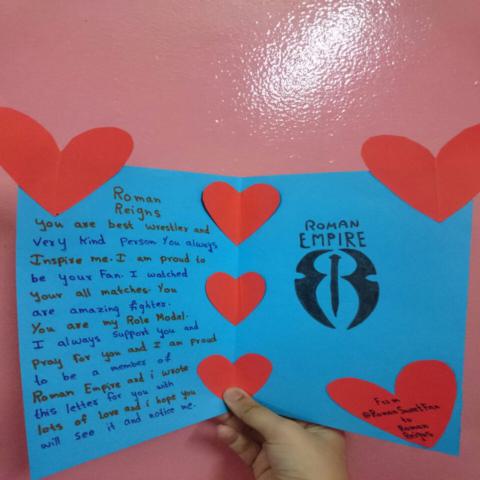 Roman
Reigns
You are best wrestler and
Very Kind Person You always
Inspire me. I am proud to
be your Fan. I watched
Your all matches. You
are amazing fighter.
You are my Role Model.
I always support you and
Pray for you and I am proud
to be a member of
Roman Empire and i wrote
this letter for you with
lots of love and i hope you
will see it and notice me.
ROMAN
EMPIRE
From
@RomanSweetFan
to
Roman
Reigns